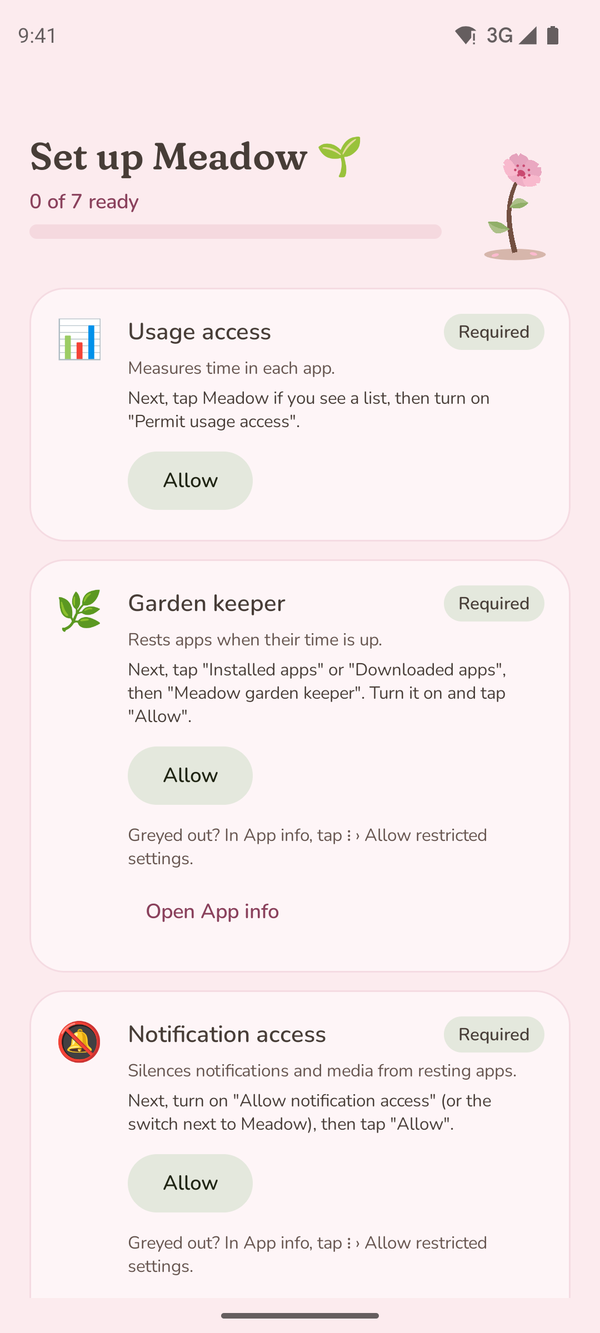 9:41
3G
Set up Meadow 🌱
0 of 7 ready
Usage access
Required
Measures time in each app.
Next, tap Meadow if you see a list, then turn on
"Permit usage access".
Allow
Garden keeper
Required
Rests apps when their time is up.
Next, tap "Installed apps" or "Downloaded apps",
then "Meadow garden keeper". Turn it on and tap
"Allow".
Allow
Greyed out? In App info, tap ⋮ › Allow restricted
settings.
Open App info
Notification access
Required
Silences notifications and media from resting apps.
Next, turn on "Allow notification access" (or the
switch next to Meadow), then tap "Allow".
Allow
Greyed out? In App info, tap ⋮ › Allow restricted
settings.